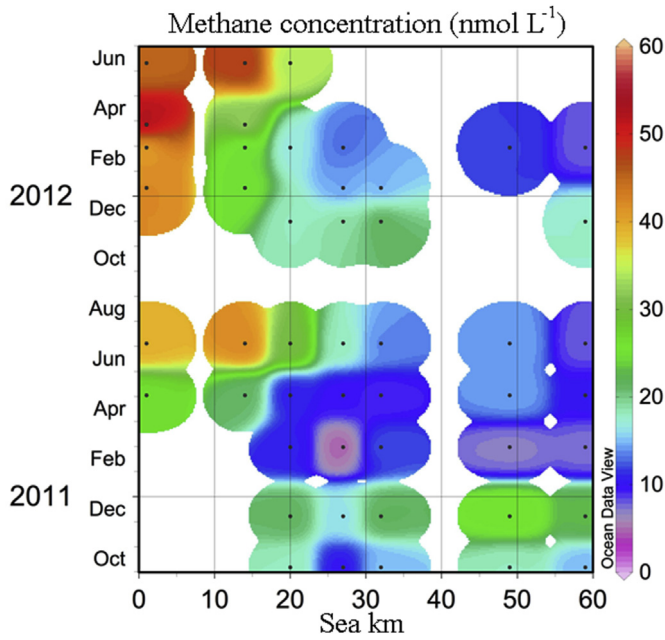 Methane concentration (nmol L⁻¹)
Jun
Apr
Feb
2012
Dec
Oct
Aug
Jun
Apr
Feb
2011
Dec
Oct
0 10 20 30 40 50 60
Sea km
60
50
40
30
20
10
0
Ocean Data View